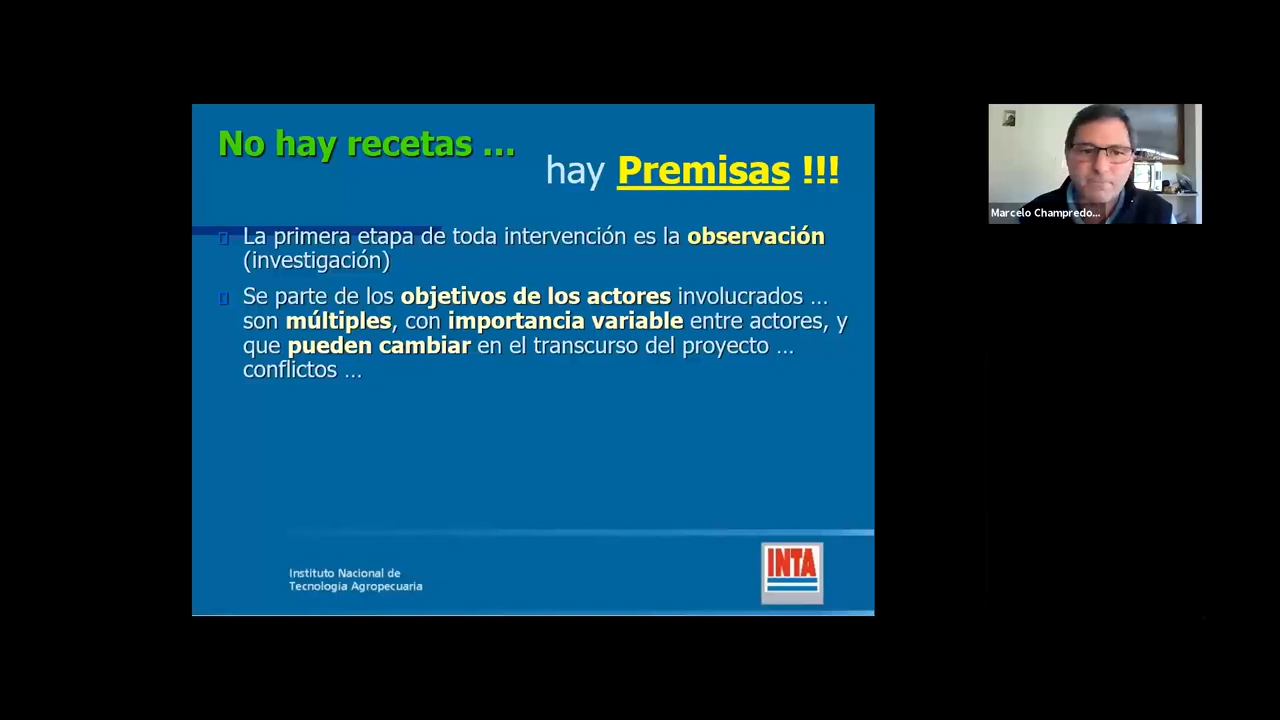 No hay recetas ...
hay Premisas !!!
La primera etapa de toda intervención es la observación
(investigación)
Se parte de los objetivos de los actores involucrados ...
son múltiples, con importancia variable entre actores, y
que pueden cambiar en el transcurso del proyecto ...
conflictos ...
Instituto Nacional de
Tecnología Agropecuaria
INTA
Marcelo Champredo...